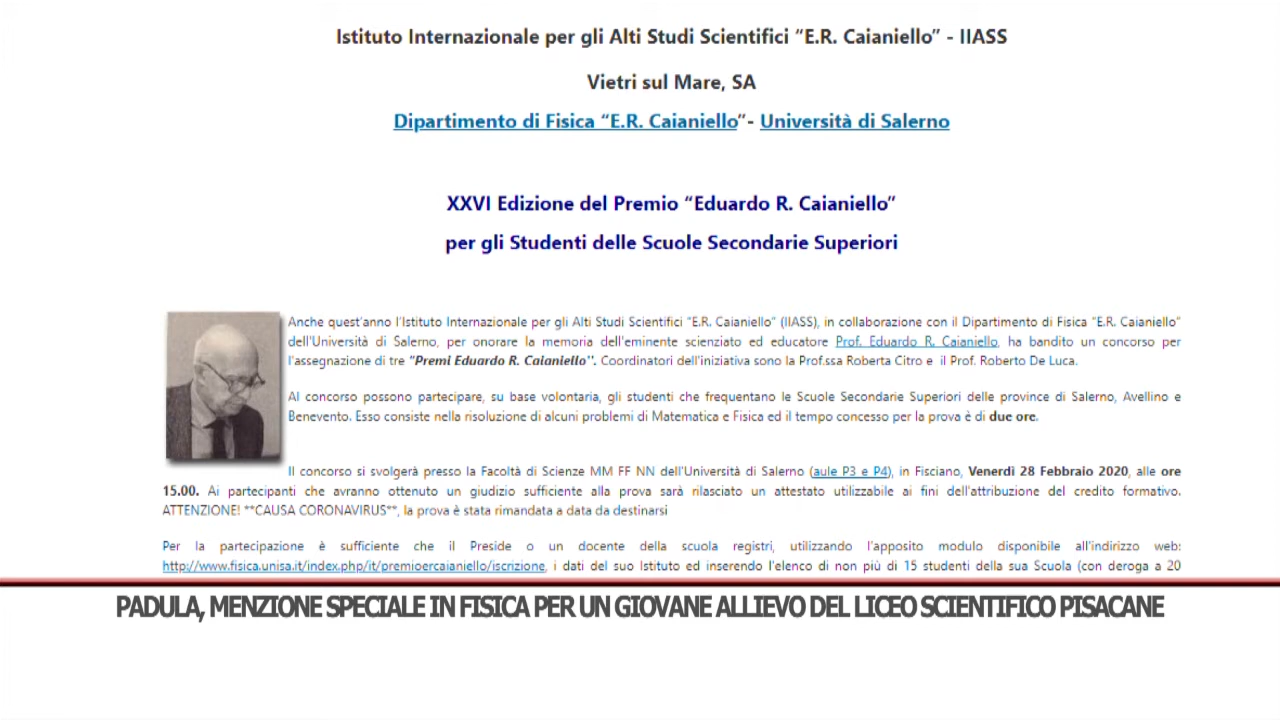 Istituto Internazionale per gli Alti Studi Scientifici “E.R. Caianiello” - IIASS
Vietri sul Mare, SA
Dipartimento di Fisica “E.R. Caianiello”- Università di Salerno
XXVI Edizione del Premio “Eduardo R. Caianiello”
per gli Studenti delle Scuole Secondarie Superiori
Anche quest'anno l'Istituto Internazionale per gli Alti Studi Scientifici “E.R. Caianiello” (IIASS), in collaborazione con il Dipartimento di Fisica “E.R. Caianiello”
dell'Università di Salerno, per onorare la memoria dell'eminente scienziato ed educatore Prof. Eduardo R. Caianiello, ha bandito un concorso per
l'assegnazione di tre "Premi Eduardo R. Caianiello''. Coordinatori dell'iniziativa sono la Prof.ssa Roberta Citro e il Prof. Roberto De Luca.
Al concorso possono partecipare, su base volontaria, gli studenti che frequentano le Scuole Secondarie Superiori delle province di Salerno, Avellino e
Benevento. Esso consiste nella risoluzione di alcuni problemi di Matematica e Fisica ed il tempo concesso per la prova è di due ore.
Il concorso si svolgerà presso la Facoltà di Scienze MM FF NN dell'Università di Salerno (aule P3 e P4), in Fisciano, Venerdì 28 Febbraio 2020, alle ore
15.00. Ai partecipanti che avranno ottenuto un giudizio sufficiente alla prova sarà rilasciato un attestato utilizzabile ai fini dell'attribuzione del credito formativo.
ATTENZIONE! **CAUSA CORONAVIRUS**, la prova è stata rimandata a data da destinarsi
Per la partecipazione è sufficiente che il Preside o un docente della scuola registri, utilizzando l'apposito modulo disponibile all'indirizzo web:
http://www.fisica.unisa.it/index.php/it/premioercaianiello/iscrizione, i dati del suo Istituto ed inserendo l'elenco di non più di 15 studenti della sua Scuola (con deroga a 20
PADULA, MENZIONE SPECIALE IN FISICA PER UN GIOVANE ALLIEVO DEL LICEO SCIENTIFICO PISACANE